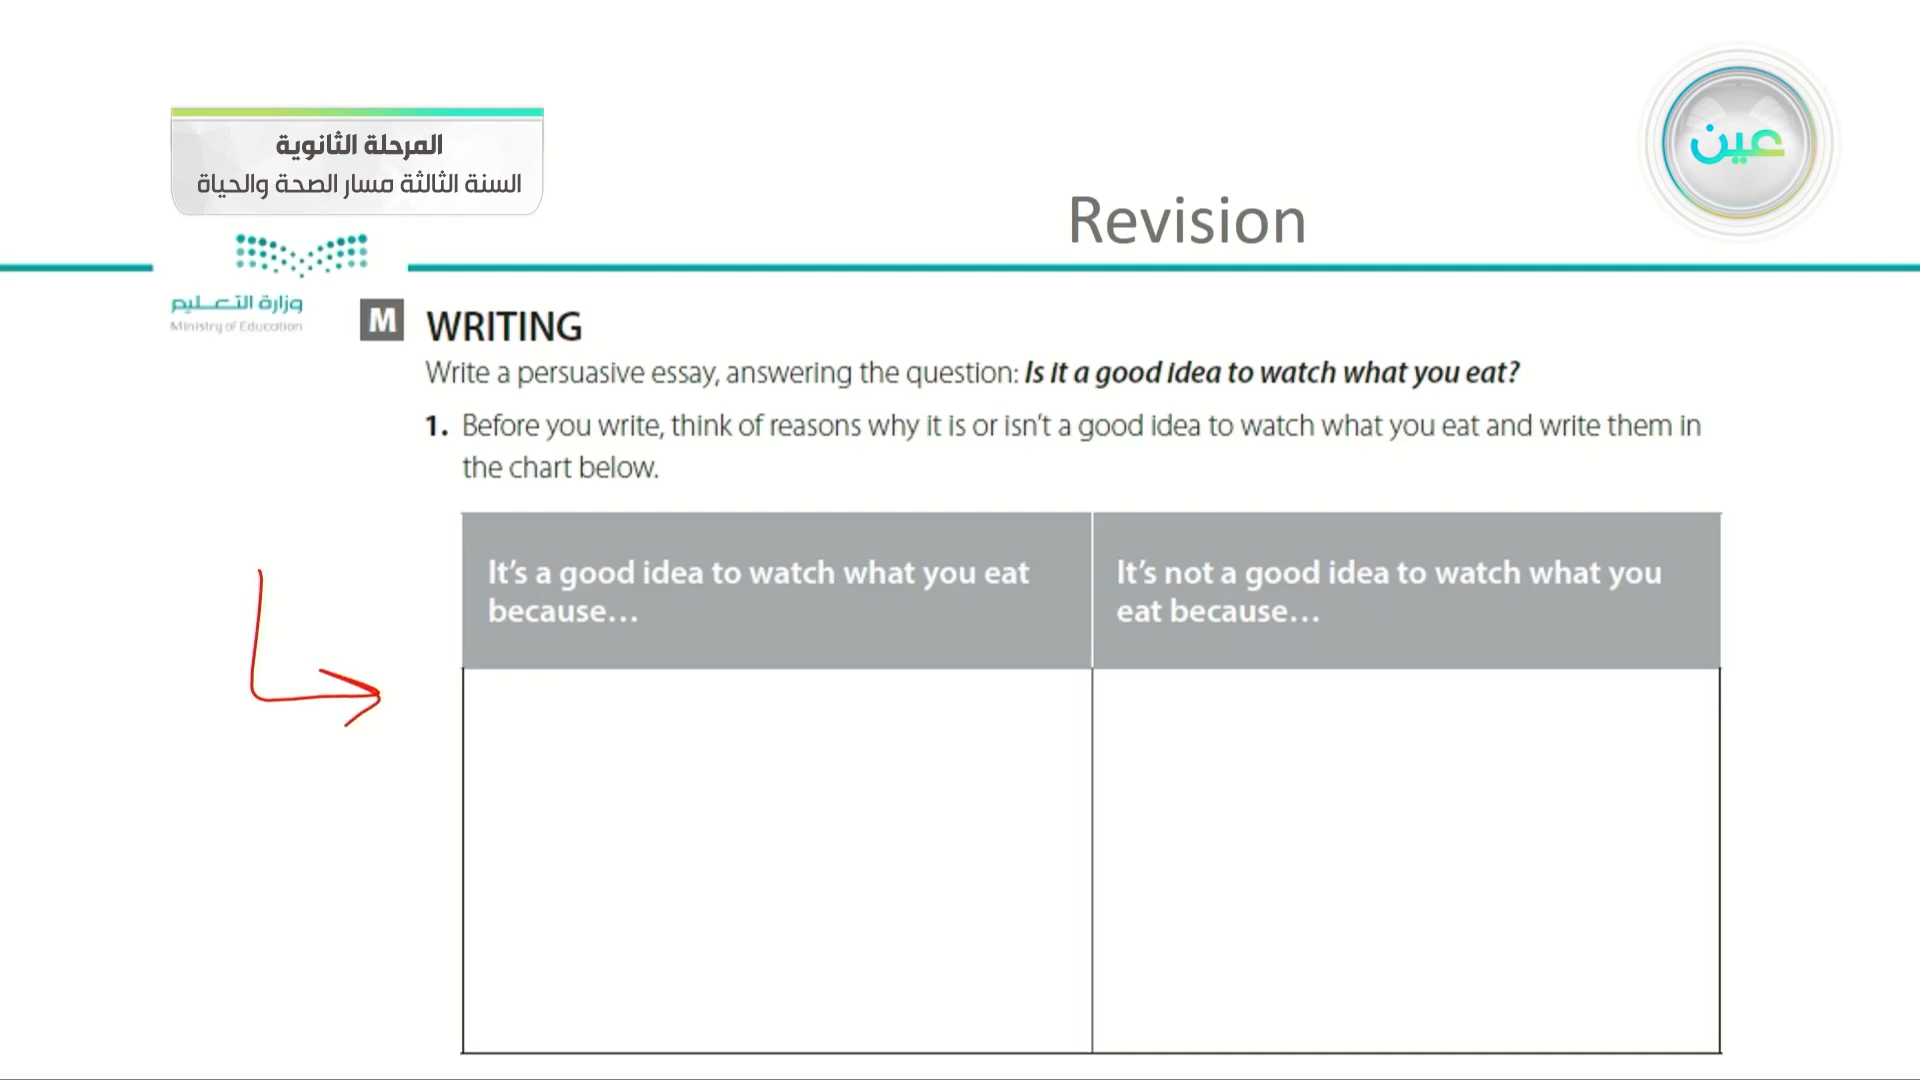 المرحلة الثانوية
السنة الثالثة مسار الصحة والحياة
عين
Revision
وزارة التعليم
Ministry of Education
M WRITING
Write a persuasive essay, answering the question: Is it a good idea to watch what you eat?
1. Before you write, think of reasons why it is or isn't a good idea to watch what you eat and write them in
the chart below.
It's a good idea to watch what you eat
because…
It's not a good idea to watch what you
eat because…